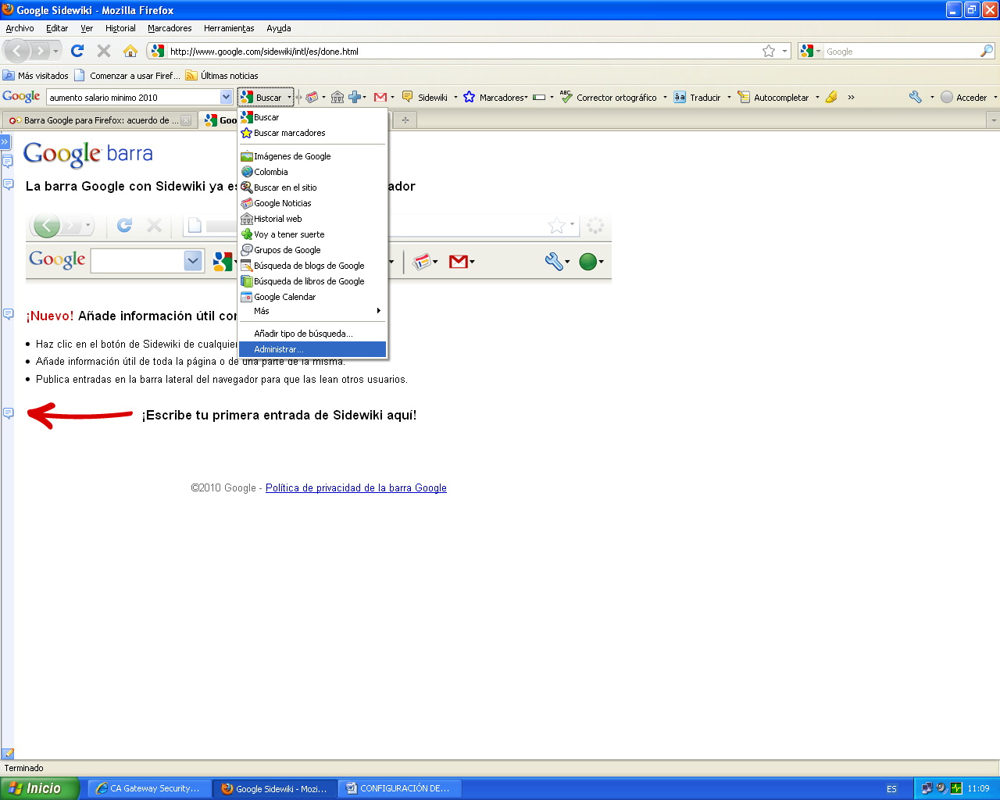 Google Sidewiki - Mozilla Firefox
Archivo Editar Ver Historial Marcadores Herramientas Ayuda
http://www.google.com/sidewiki/intl/es/done.html Google
Más visitados Comenzar a usar Firef... Últimas noticias
Google aumento salario minimo 2010 Buscar Sidewiki Marcadores ABC Corrector ortográfico Traducir Autocompletar » Acceder
Barra Google para Firefox: acuerdo de ... Goo
Buscar
Buscar marcadores
Imágenes de Google
Colombia
Buscar en el sitio
Google Noticias
Historial web
Voy a tener suerte
Grupos de Google
Búsqueda de blogs de Google
Búsqueda de libros de Google
Google Calendar
Más
Añadir tipo de búsqueda...
Administrar...
Google barra
La barra Google con Sidewiki ya es
ador
Google
¡Nuevo! Añade información útil con
• Haz clic en el botón de Sidewiki de cualquier
• Añade información útil de toda la página o de una parte de la misma.
• Publica entradas en la barra lateral del navegador para que las lean otros usuarios.
¡Escribe tu primera entrada de Sidewiki aquí!
©2010 Google - Política de privacidad de la barra Google
Terminado
Inicio CA Gateway Security... Google Sidewiki - Mozi... CONFIGURACIÓN DE... ES 11:09